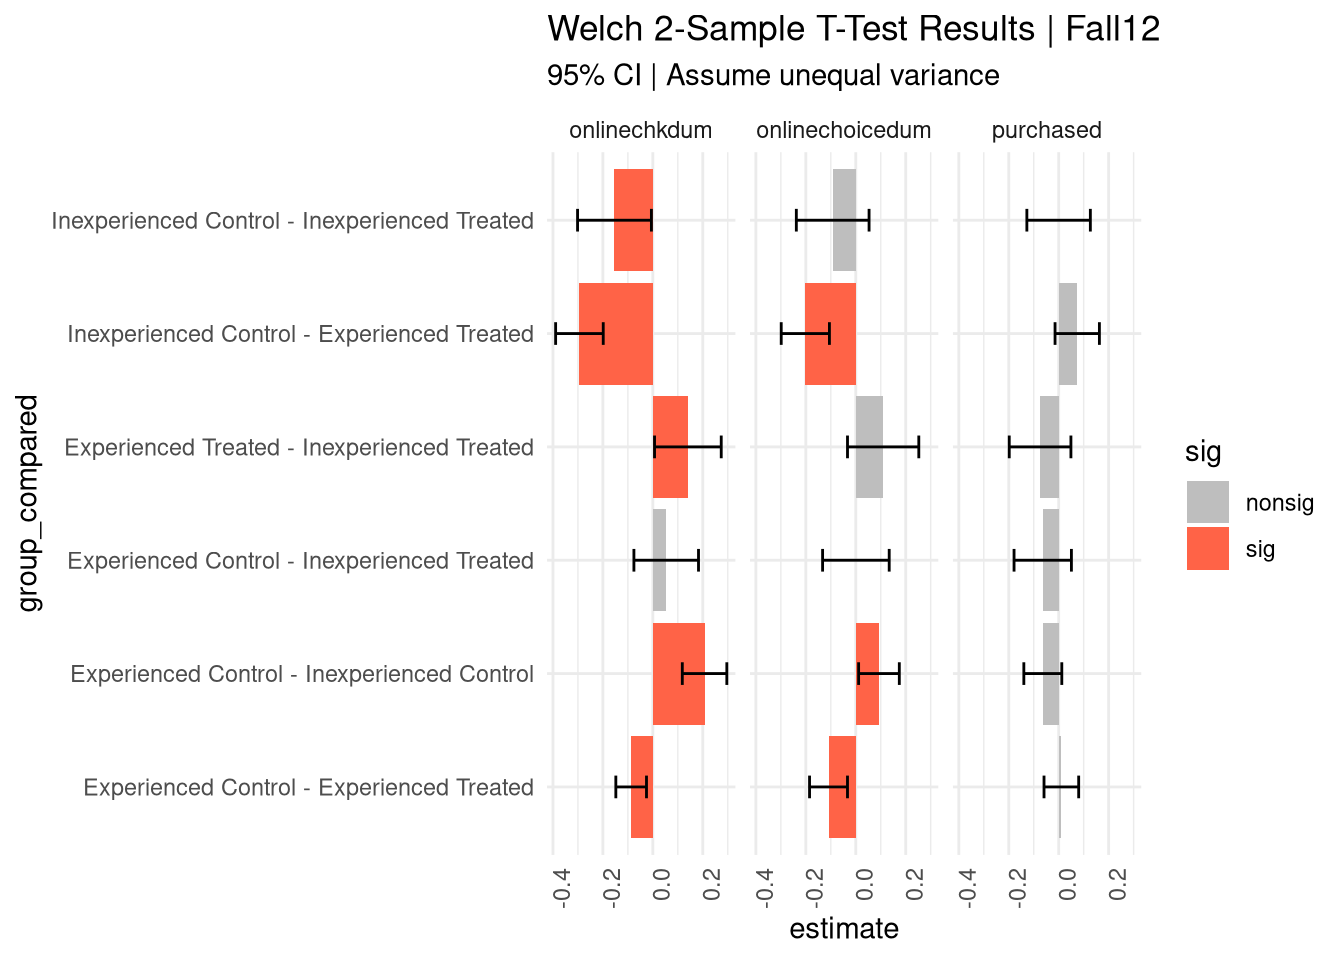 Welch 2-Sample T-Test Results | Fall12
95% CI | Assume unequal variance
onlinechkdum onlinechoicedum purchased
Inexperienced Control - Inexperienced Treated
Inexperienced Control - Experienced Treated
Experienced Treated - Inexperienced Treated
Experienced Control - Inexperienced Treated
Experienced Control - Inexperienced Control
Experienced Control - Experienced Treated
group_compared
-0.4 -0.2 0.0 0.2 -0.4 -0.2 0.0 0.2 -0.4 -0.2 0.0 0.2
estimate
sig
nonsig
sig